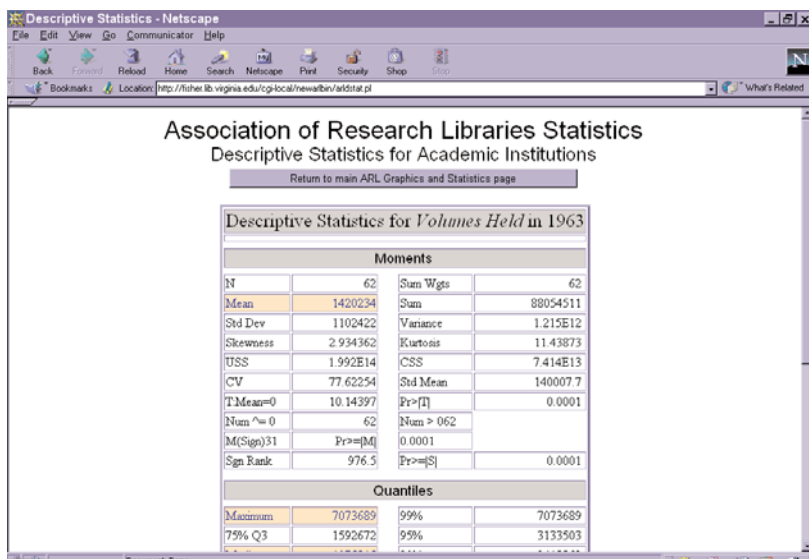 Descriptive Statistics - Netscape
File Edit View Go Communicator Help
Back Forward Reload Home Search Netscape Print Security Shop Stop
Bookmarks Location: http://fisher.lib.virginia.edu/cgi-local/newarlbin/arldstat.pl What's Related
Association of Research Libraries Statistics
Descriptive Statistics for Academic Institutions
Return to main ARL Graphics and Statistics page
Descriptive Statistics for Volumes Held in 1963
Moments
N 62 Sum Wgts 62
Mean 1420234 Sum 88054511
Std Dev 1102422 Variance 1.215E12
Skewness 2.934362 Kurtosis 11.43873
USS 1.992E14 CSS 7.414E13
CV 77.62254 Std Mean 140007.7
T:Mean=0 10.14397 Pr>|T| 0.0001
Num ^= 0 62 Num > 062
M(Sign)31 Pr>=|M| 0.0001
Sgn Rank 976.5 Pr>=|S| 0.0001
Quantiles
Maximum 7073689 99% 7073689
75% Q3 1592672 95% 3133503